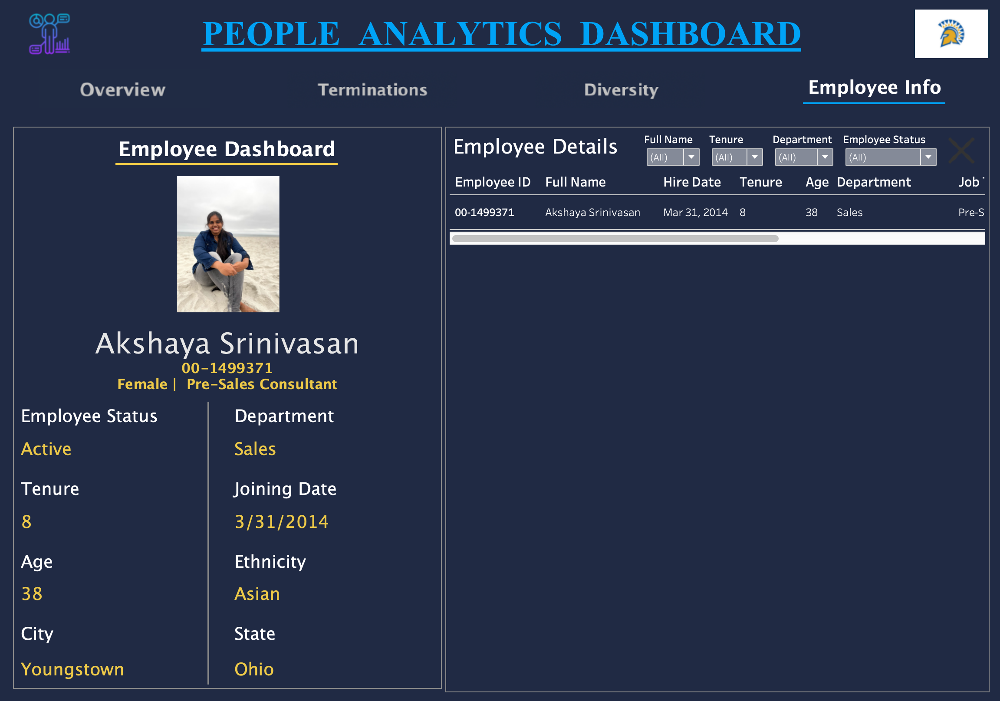 PEOPLE ANALYTICS DASHBOARD
Overview Terminations Diversity Employee Info
Employee Dashboard
Akshaya Srinivasan
00-1499371
Female | Pre-Sales Consultant
Employee Status Department
Active Sales
Tenure Joining Date
8 3/31/2014
Age Ethnicity
38 Asian
City State
Youngstown Ohio
Employee Details
Full Name Tenure Department Employee Status
(All) (All) (All) (All)
Employee ID Full Name Hire Date Tenure Age Department Job
00-1499371 Akshaya Srinivasan Mar 31, 2014 8 38 Sales Pre-S